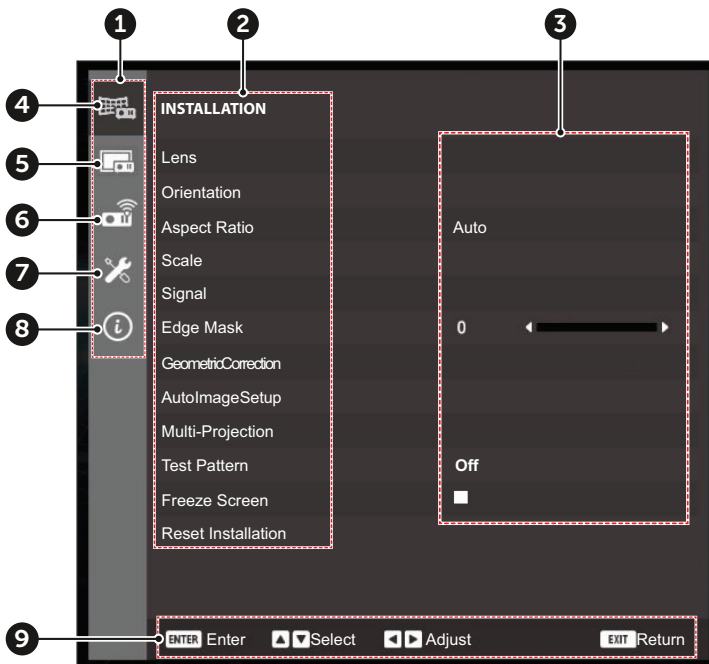 1 2 3
4 INSTALLATION
5 Lens
Orientation
6 Aspect Ratio Auto
Scale
7 Signal
8 Edge Mask 0
GeometricCorrection
AutoImageSetup
Multi-Projection
Test Pattern Off
Freeze Screen
Reset Installation
9 ENTER Enter Select Adjust EXIT Return